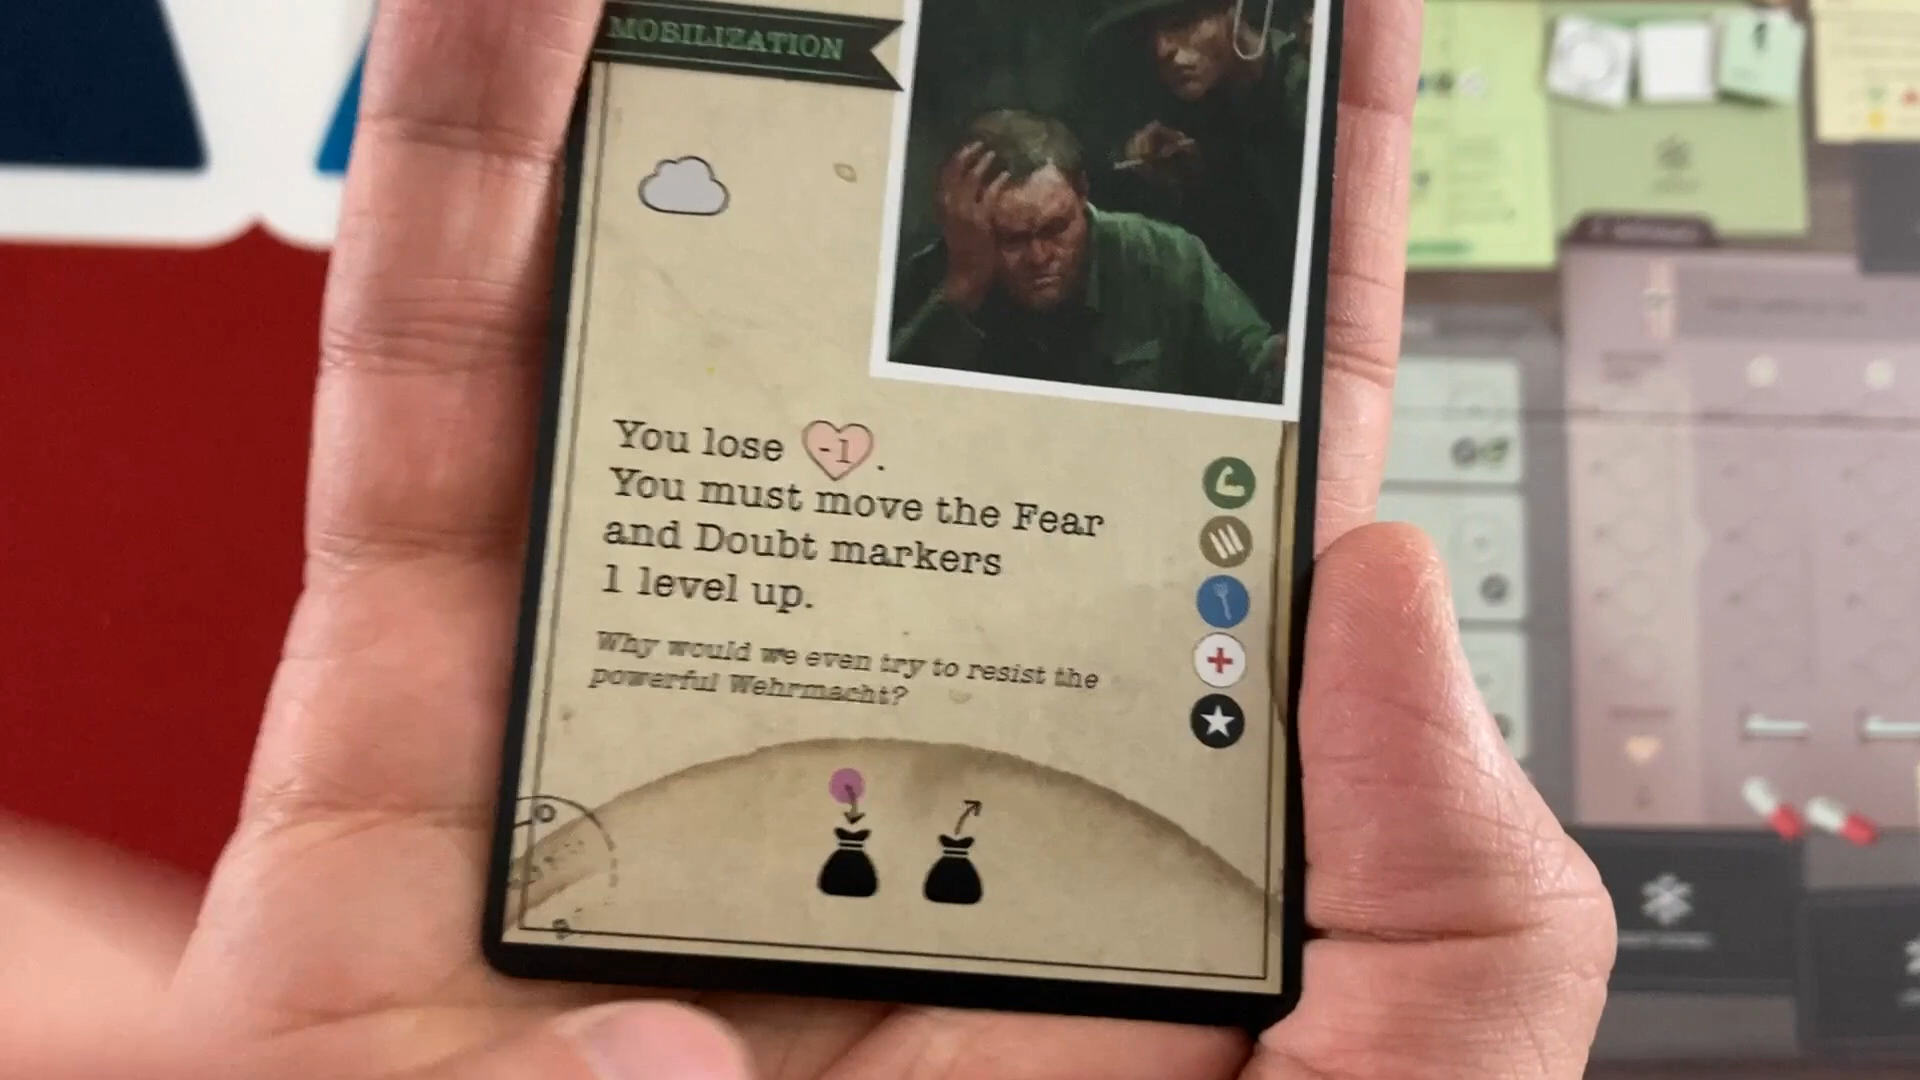 MOBILIZATION
You lose -1 .
You must move the Fear
and Doubt markers
1 level up.
Why would we even try to resist the
powerful Wehrmacht?